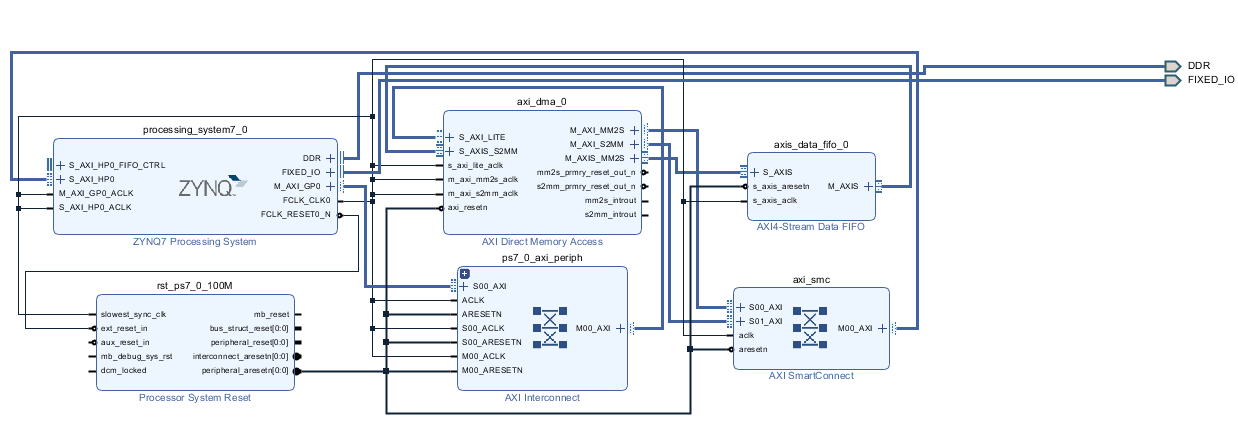 DDR
FIXED_IO
processing_system7_0
S_AXI_HP0_FIFO_CTRL
S_AXI_HP0
M_AXI_GP0_ACLK
S_AXI_HP0_ACLK
ZYNQ
DDR
FIXED_IO
M_AXI_GP0
FCLK_CLK0
FCLK_RESET0_N
ZYNQ7 Processing System
axi_dma_0
S_AXI_LITE
S_AXIS_S2MM
s_axi_lite_aclk
m_axi_mm2s_aclk
m_axi_s2mm_aclk
axi_resetn
M_AXI_MM2S
M_AXI_S2MM
M_AXIS_MM2S
mm2s_prmry_reset_out_n
s2mm_prmry_reset_out_n
mm2s_introut
s2mm_introut
AXI Direct Memory Access
axis_data_fifo_0
S_AXIS
s_axis_aresetn
s_axis_aclk
M_AXIS
AXI4-Stream Data FIFO
rst_ps7_0_100M
slowest_sync_clk
ext_reset_in
aux_reset_in
mb_debug_sys_rst
dcm_locked
mb_reset
bus_struct_reset[0:0]
peripheral_reset[0:0]
interconnect_aresetn[0:0]
peripheral_aresetn[0:0]
Processor System Reset
ps7_0_axi_periph
S00_AXI
ACLK
ARESETN
S00_ACLK
S00_ARESETN
M00_ACLK
M00_ARESETN
M00_AXI
AXI Interconnect
axi_smc
S00_AXI
S01_AXI
aclk
aresetn
M00_AXI
AXI SmartConnect